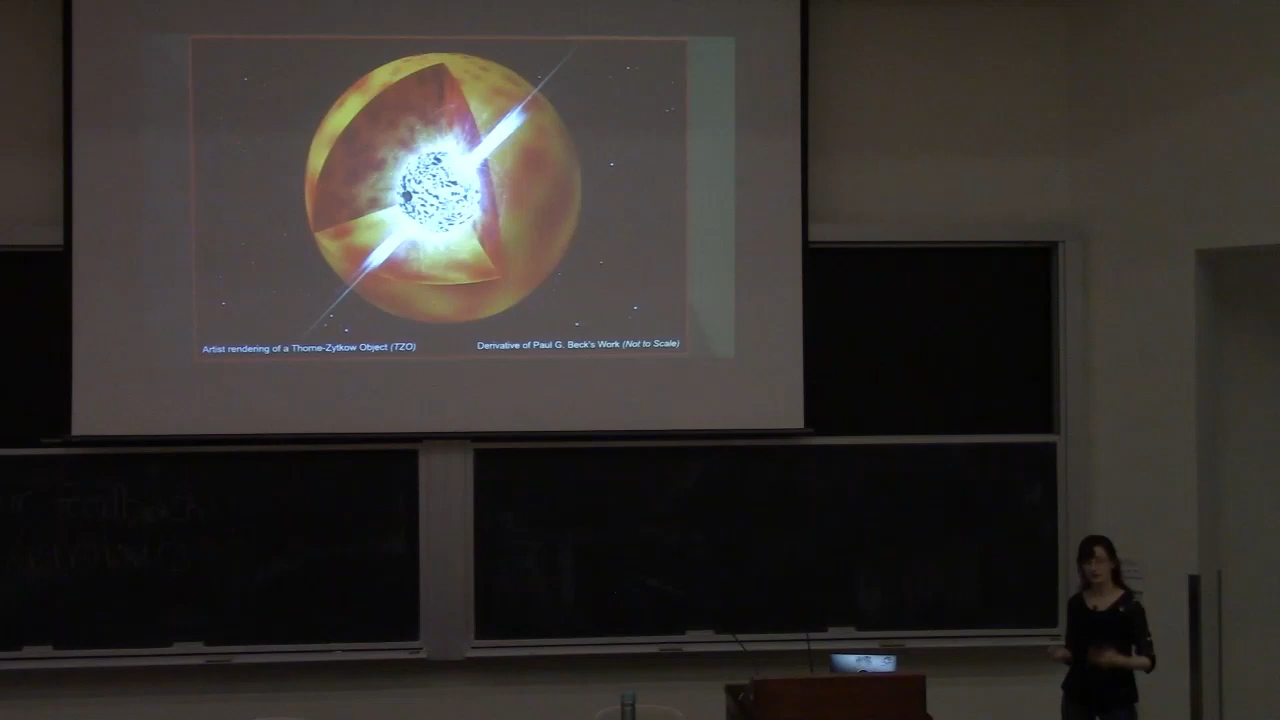 Artist rendering of a Thorne-Zytkow Object (TZO)
Derivative of Paul G. Beck's Work (Not to Scale)